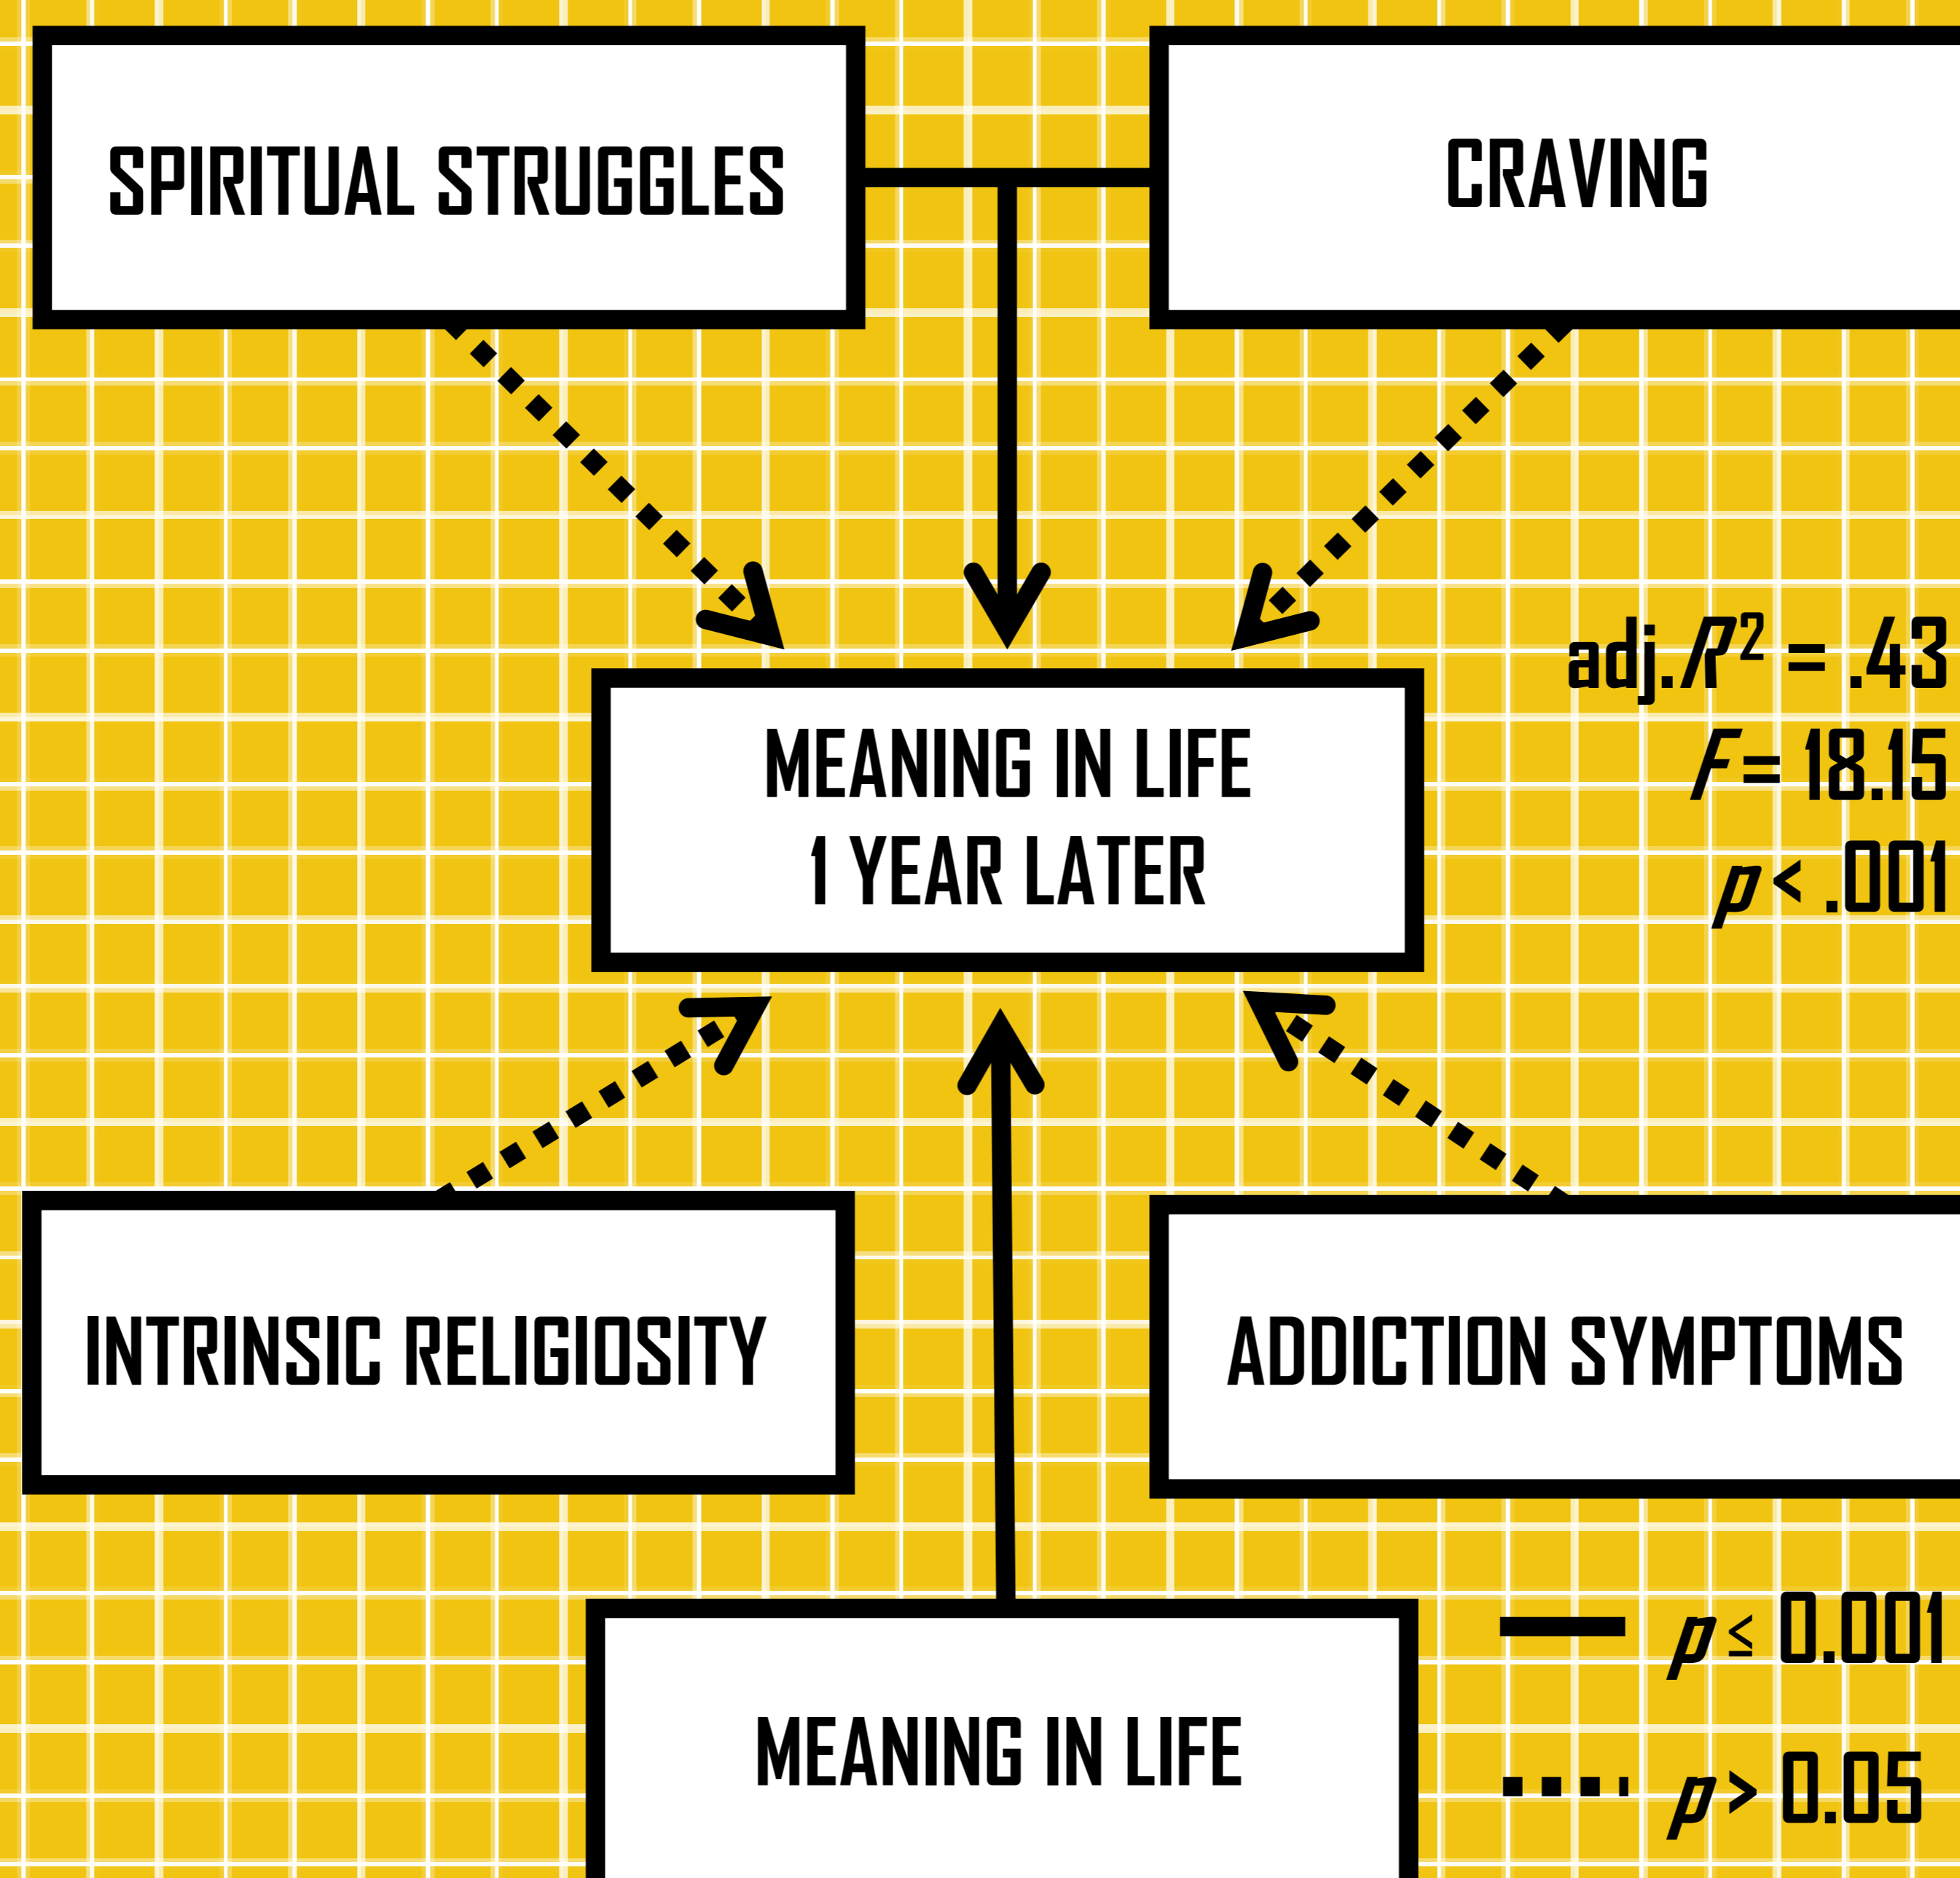 SPIRITUAL STRUGGLES
CRAVING
adj.R² = .43
F = 18.15
p < .001
MEANING IN LIFE
1 YEAR LATER
INTRINSIC RELIGIOSITY
ADDICTION SYMPTOMS
MEANING IN LIFE
p ≤ 0.001
p > 0.05